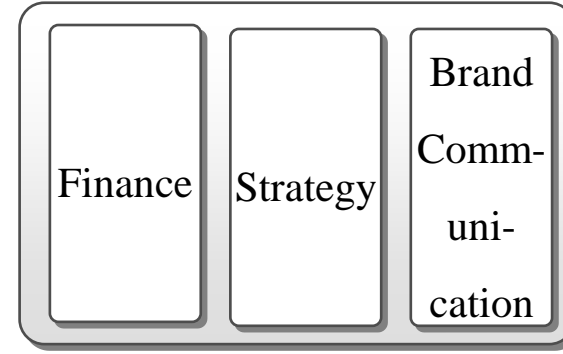 Finance
Strategy
Brand
Comm-
uni-
cation